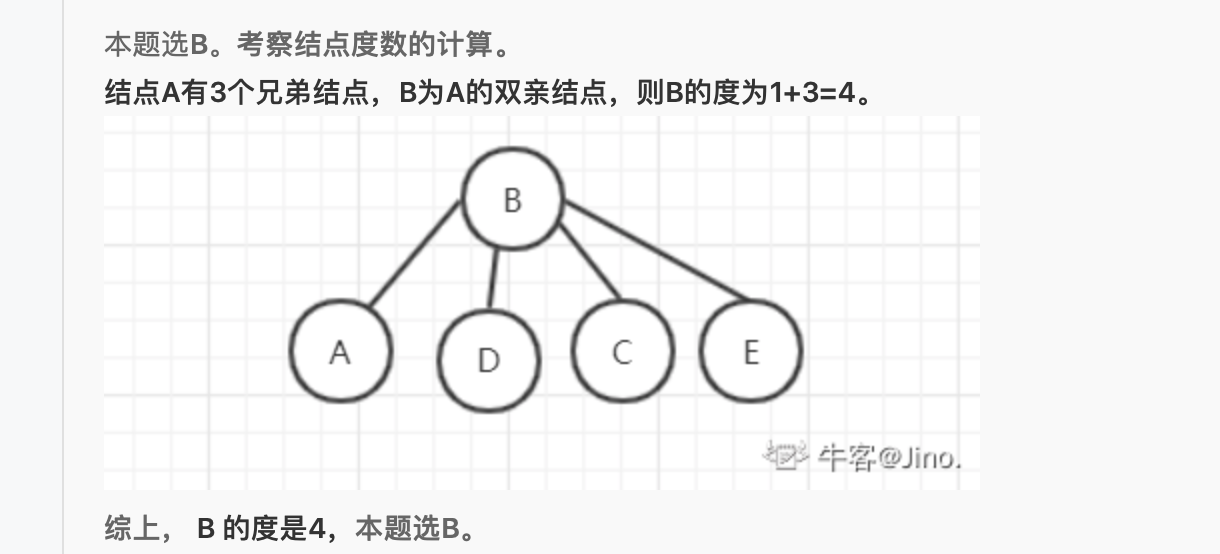 本题选B。考察结点度数的计算。
结点A有3个兄弟结点，B为A的双亲结点，则B的度为1+3=4。
B
A
D
C
E
牛客@Jino.
综上， B 的度是4，本题选B。